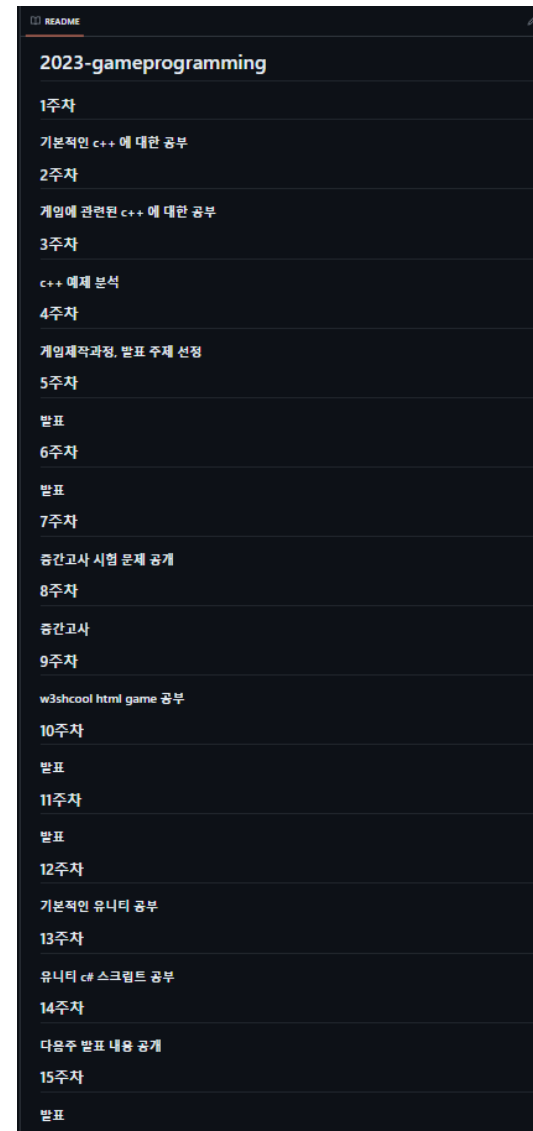 README
2023-gameprogramming
1주차
기본적인 c++ 에 대한 공부
2주차
게임에 관련된 c++ 에 대한 공부
3주차
c++ 예제 분석
4주차
게임제작과정, 발표 주제 선정
5주차
발표
6주차
발표
7주차
중간고사 시험 문제 공개
8주차
중간고사
9주차
w3shcool html game 공부
10주차
발표
11주차
발표
12주차
기본적인 유니티 공부
13주차
유니티 c# 스크립트 공부
14주차
다음주 발표 내용 공개
15주차
발표